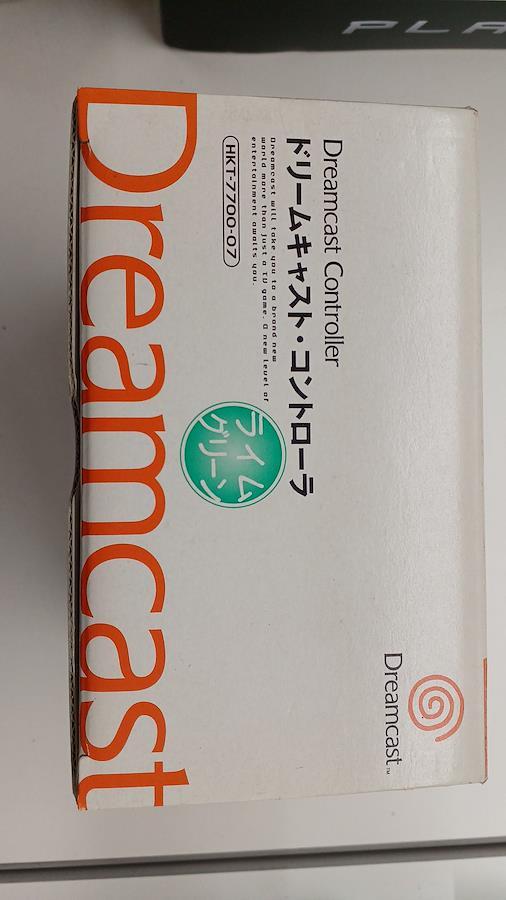 Dreamcast Controller
ドリームキャスト・コントローラ
Dreamcast will take you to a brand new
world more than just a TV game. A new level of
entertainment awaits you.
HKT-7700-07
ライム
グリーン
Dreamcast™
Dreamcast
PLA